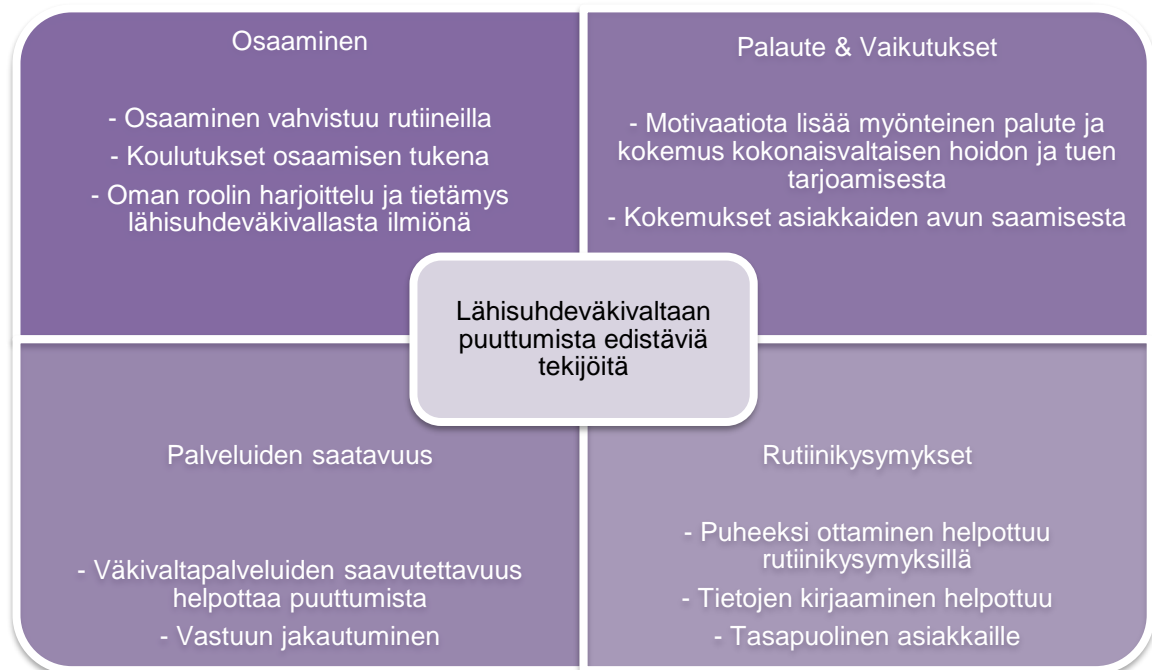 Osaaminen
- Osaaminen vahvistuu rutiineilla
- Koulutukset osaamisen tukena
- Oman roolin harjoittelu ja tietämys
lähisuhdeväkivallasta ilmiönä
Palaute & Vaikutukset
- Motivaatiota lisää myönteinen palute ja
kokemus kokonaisvaltaisen hoidon ja tuen
tarjoamisesta
- Kokemukset asiakkaiden avun saamisesta
Lähisuhdeväkivaltaan
puuttumista edistäviä
tekijöitä
Palveluiden saatavuus
- Väkivaltapalveluiden saavutettavuus
helpottaa puuttumista
- Vastuun jakautuminen
Rutiinikysymykset
- Puheeksi ottaminen helpottuu
rutiinikysymyksillä
- Tietojen kirjaaminen helpottuu
- Tasapuolinen asiakkaille